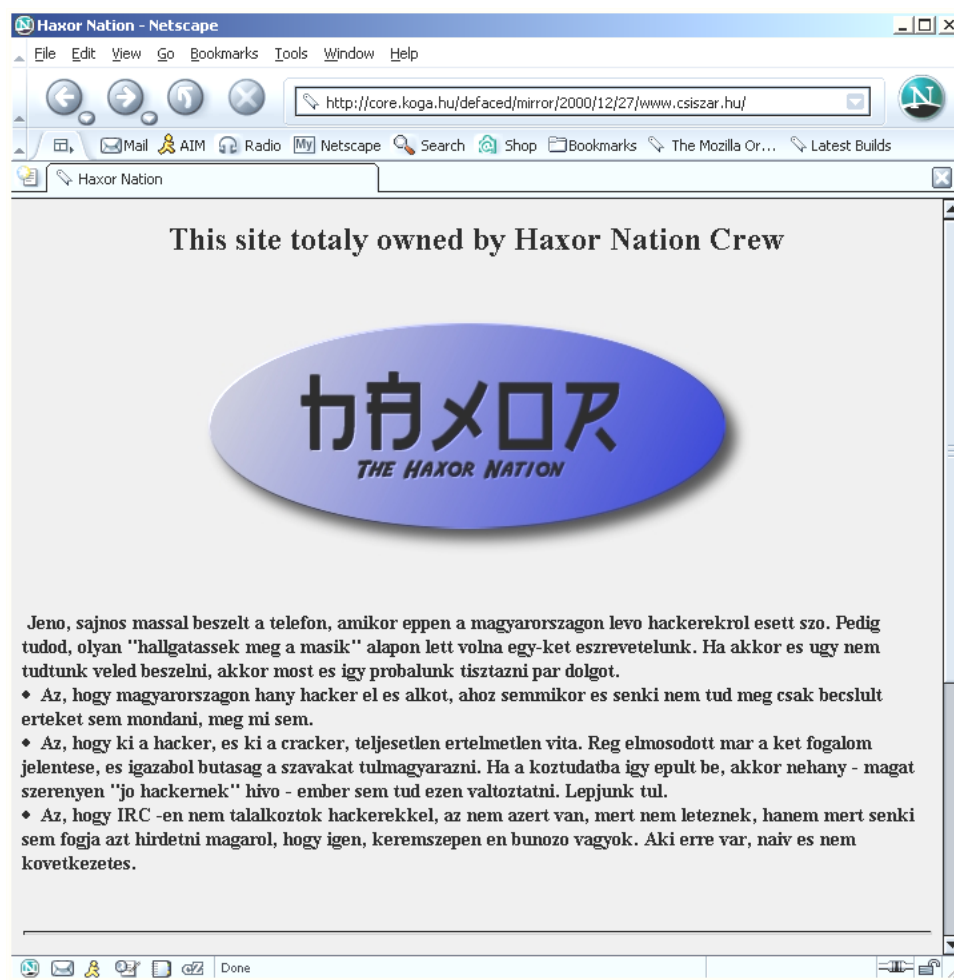 Haxor Nation - Netscape
File Edit View Go Bookmarks Tools Window Help
http://core.koga.hu/defaced/mirror/2000/12/27/www.csiszar.hu/
N
Mail AIM Radio My Netscape Search Shop Bookmarks The Mozilla Or... Latest Builds
Haxor Nation
This site totaly owned by Haxor Nation Crew
HAXOR
THE HAXOR NATION
Jeno, sajnos massal beszelt a telefon, amikor eppen a magyarorszagon levo hackerekrol esett szo. Pedig
tudod, olyan "hallgatassek meg a masik" alapon lett volna egy-ket eszrevetelunk. Ha akkor es ugy nem
tudtunk veled beszelni, akkor most es igy probalunk tisztazni par dolgot.
• Az, hogy magyarorszagon hany hacker el es alkot, ahoz semmikor es senki nem tud meg csak becslult
erteket sem mondani, meg mi sem.
• Az, hogy ki a hacker, es ki a cracker, teljesetlen ertelmetlen vita. Reg elmosodott mar a ket fogalom
jelentese, es igazabol butasag a szavakat tulmagyarazni. Ha a koztudatba igy epult be, akkor nehany - magat
szerenyen "jo hackernek" hivo - ember sem tud ezen valtoztatni. Lepjunk tul.
• Az, hogy IRC -en nem talalkoztok hackerekkel, az nem azert van, mert nem leteznek, hanem mert senki
sem fogja azt hirdetni magarol, hogy igen, keremszepen en bunozo vagyok. Aki erre var, naiv es nem
kovetkezetes.
Done